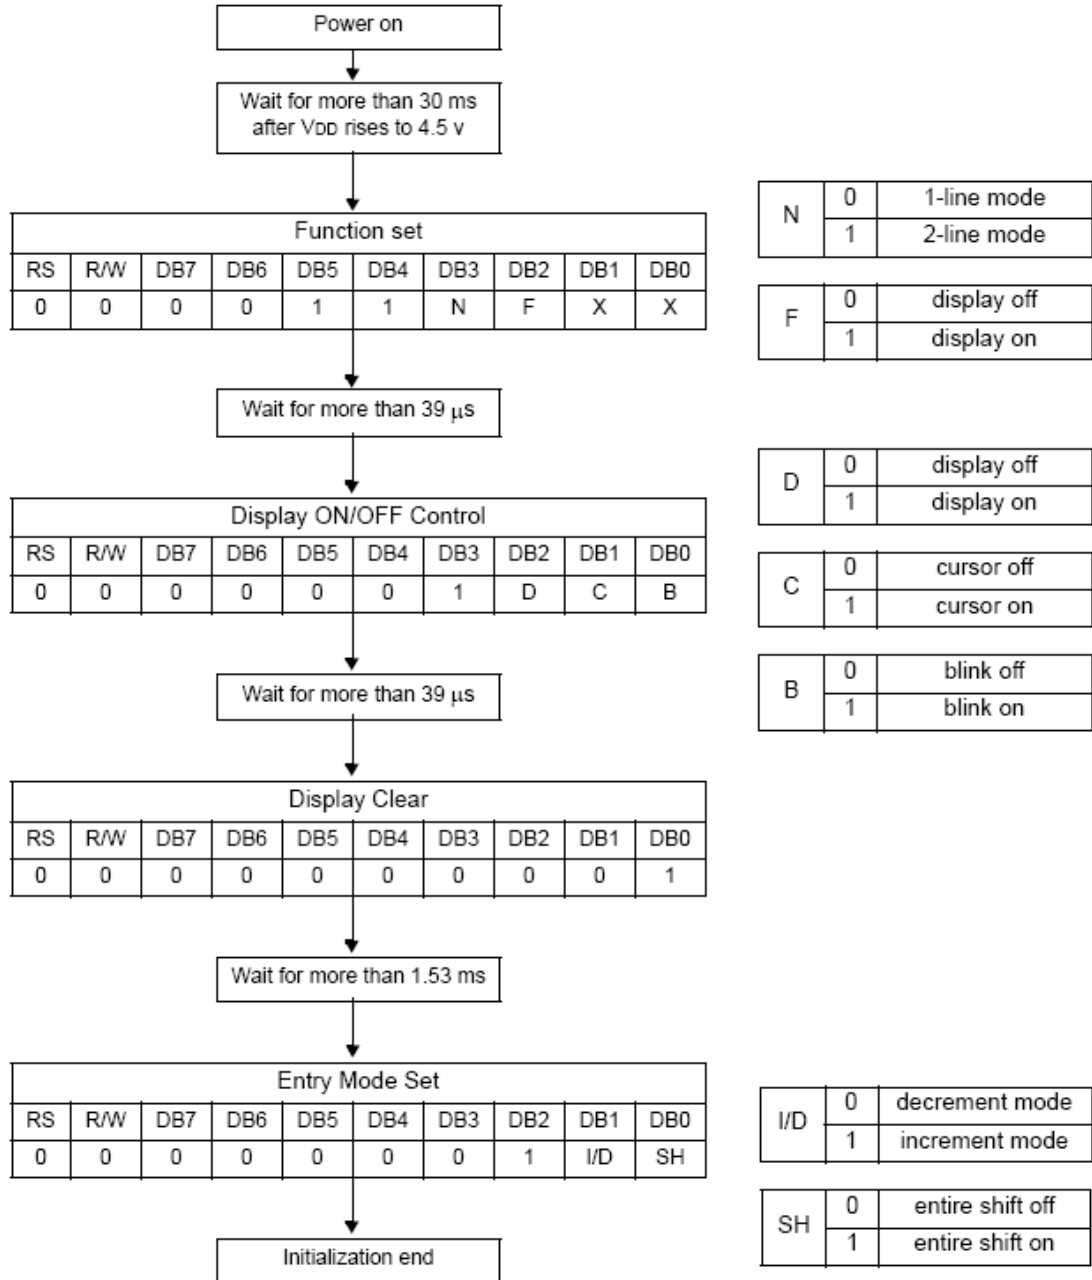 Power on
Wait for more than 30 ms
after VDD rises to 4.5 v
Function set
RS R/W DB7 DB6 DB5 DB4 DB3 DB2 DB1 DB0
0 0 0 0 1 1 N F X X
N 0 1-line mode
1 2-line mode
F 0 display off
1 display on
Wait for more than 39 μs
Display ON/OFF Control
RS R/W DB7 DB6 DB5 DB4 DB3 DB2 DB1 DB0
0 0 0 0 0 0 1 D C B
D 0 display off
1 display on
C 0 cursor off
1 cursor on
B 0 blink off
1 blink on
Wait for more than 39 μs
Display Clear
RS R/W DB7 DB6 DB5 DB4 DB3 DB2 DB1 DB0
0 0 0 0 0 0 0 0 0 1
Wait for more than 1.53 ms
Entry Mode Set
RS R/W DB7 DB6 DB5 DB4 DB3 DB2 DB1 DB0
0 0 0 0 0 0 0 1 I/D SH
I/D 0 decrement mode
1 increment mode
SH 0 entire shift off
1 entire shift on
Initialization end